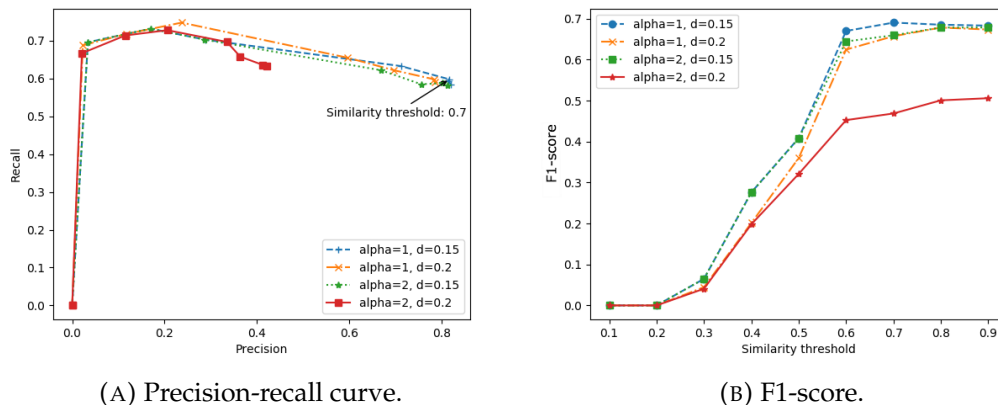 0.7
0.6
0.5
0.4
0.3
0.2
0.1
0.0
Recall
Similarity threshold: 0.7
alpha=1, d=0.15
alpha=1, d=0.2
alpha=2, d=0.15
alpha=2, d=0.2
0.0 0.2 0.4 0.6 0.8
Precision
(A) Precision-recall curve.
0.7
0.6
0.5
0.4
0.3
0.2
0.1
0.0
F1-score
alpha=1, d=0.15
alpha=1, d=0.2
alpha=2, d=0.15
alpha=2, d=0.2
0.1 0.2 0.3 0.4 0.5 0.6 0.7 0.8 0.9
Similarity threshold
(B) F1-score.